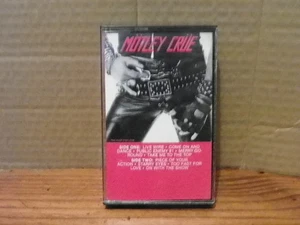 MÖTLEY CRÜE
SIDE ONE: LIVE WIRE • COME ON AND
DANCE • PUBLIC ENEMY #1 • MERRY-GO-
ROUND • TAKE ME TO THE TOP
SIDE TWO: PIECE OF YOUR
ACTION • STARRY EYES • TOO FAST FOR
LOVE • ON WITH THE SHOW